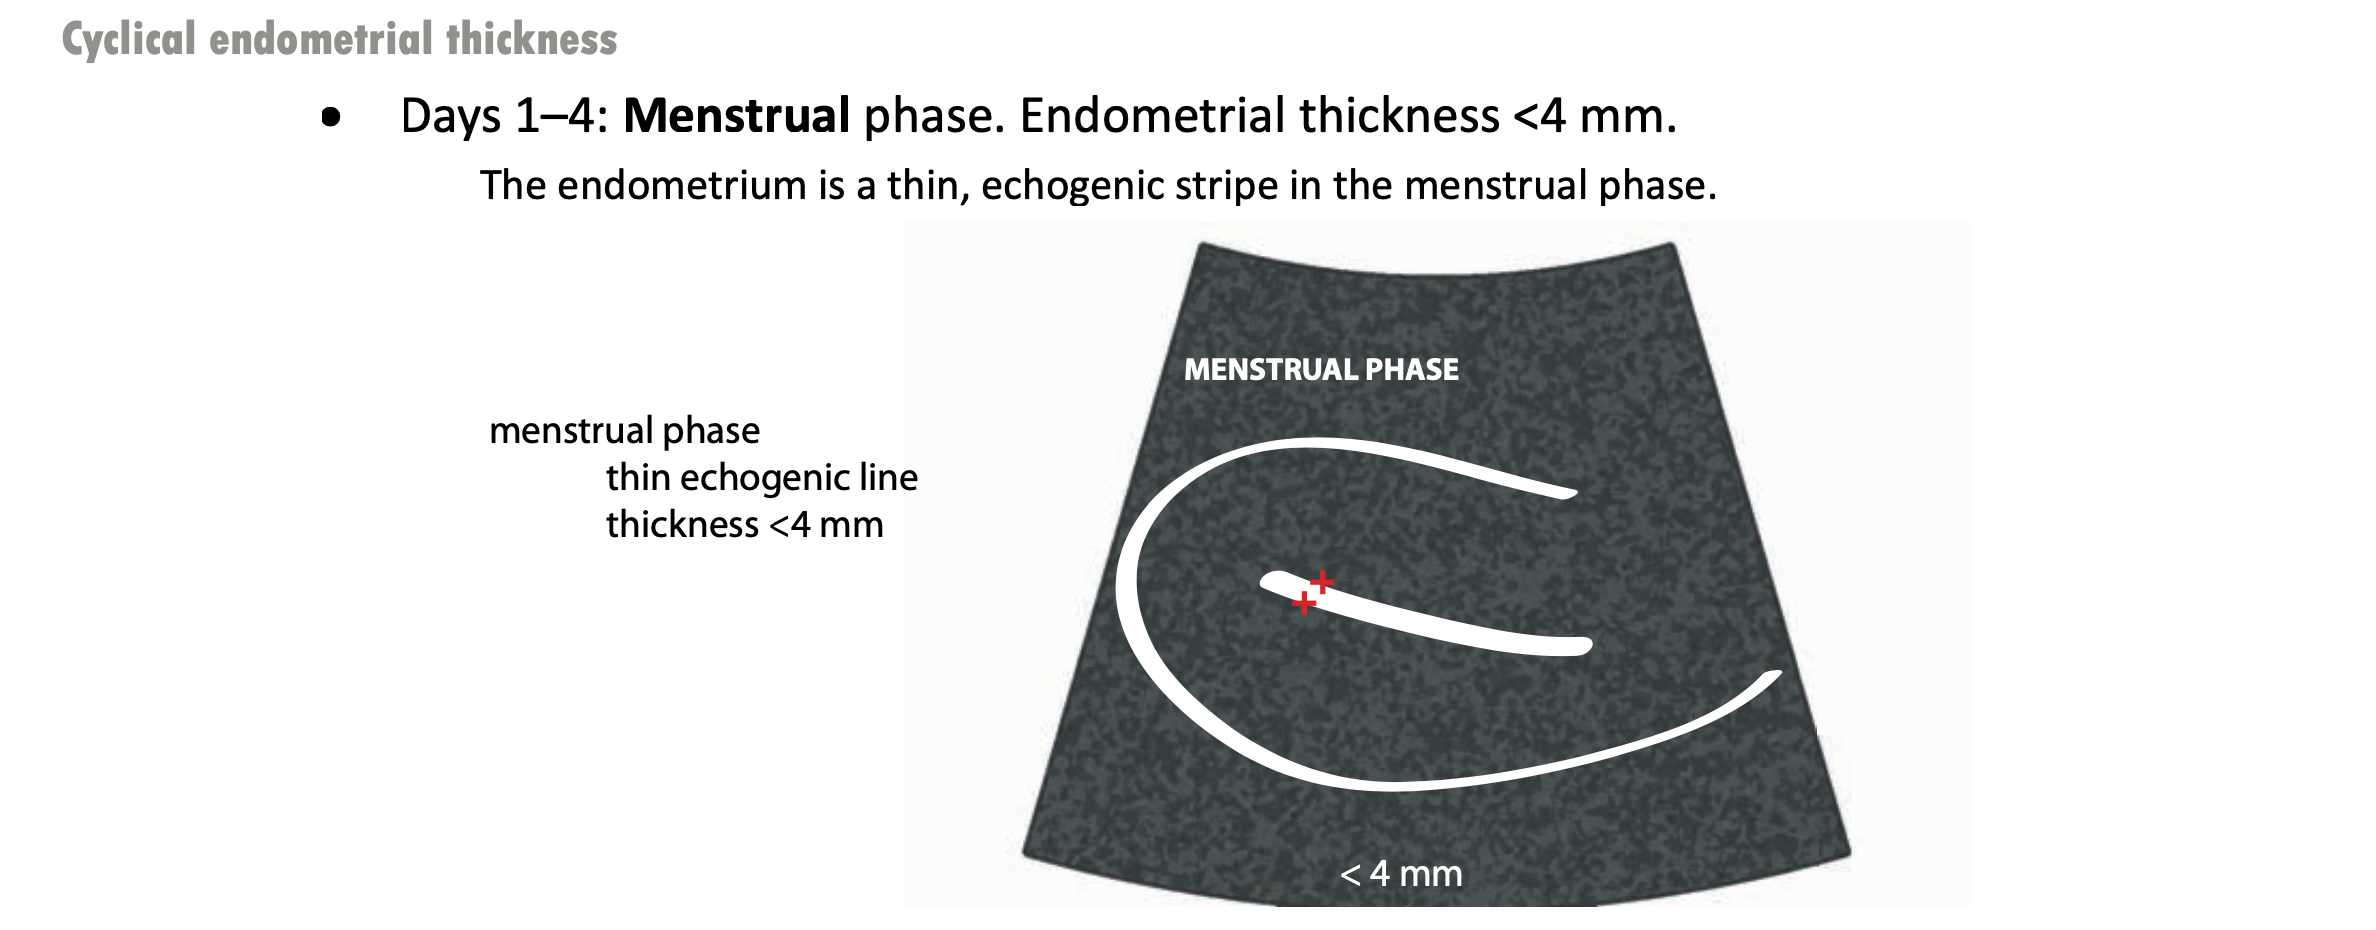 Cyclical endometrial thickness
• Days 1–4: Menstrual phase. Endometrial thickness <4 mm.
The endometrium is a thin, echogenic stripe in the menstrual phase.
MENSTRUAL PHASE
menstrual phase
thin echogenic line
thickness <4 mm
< 4 mm